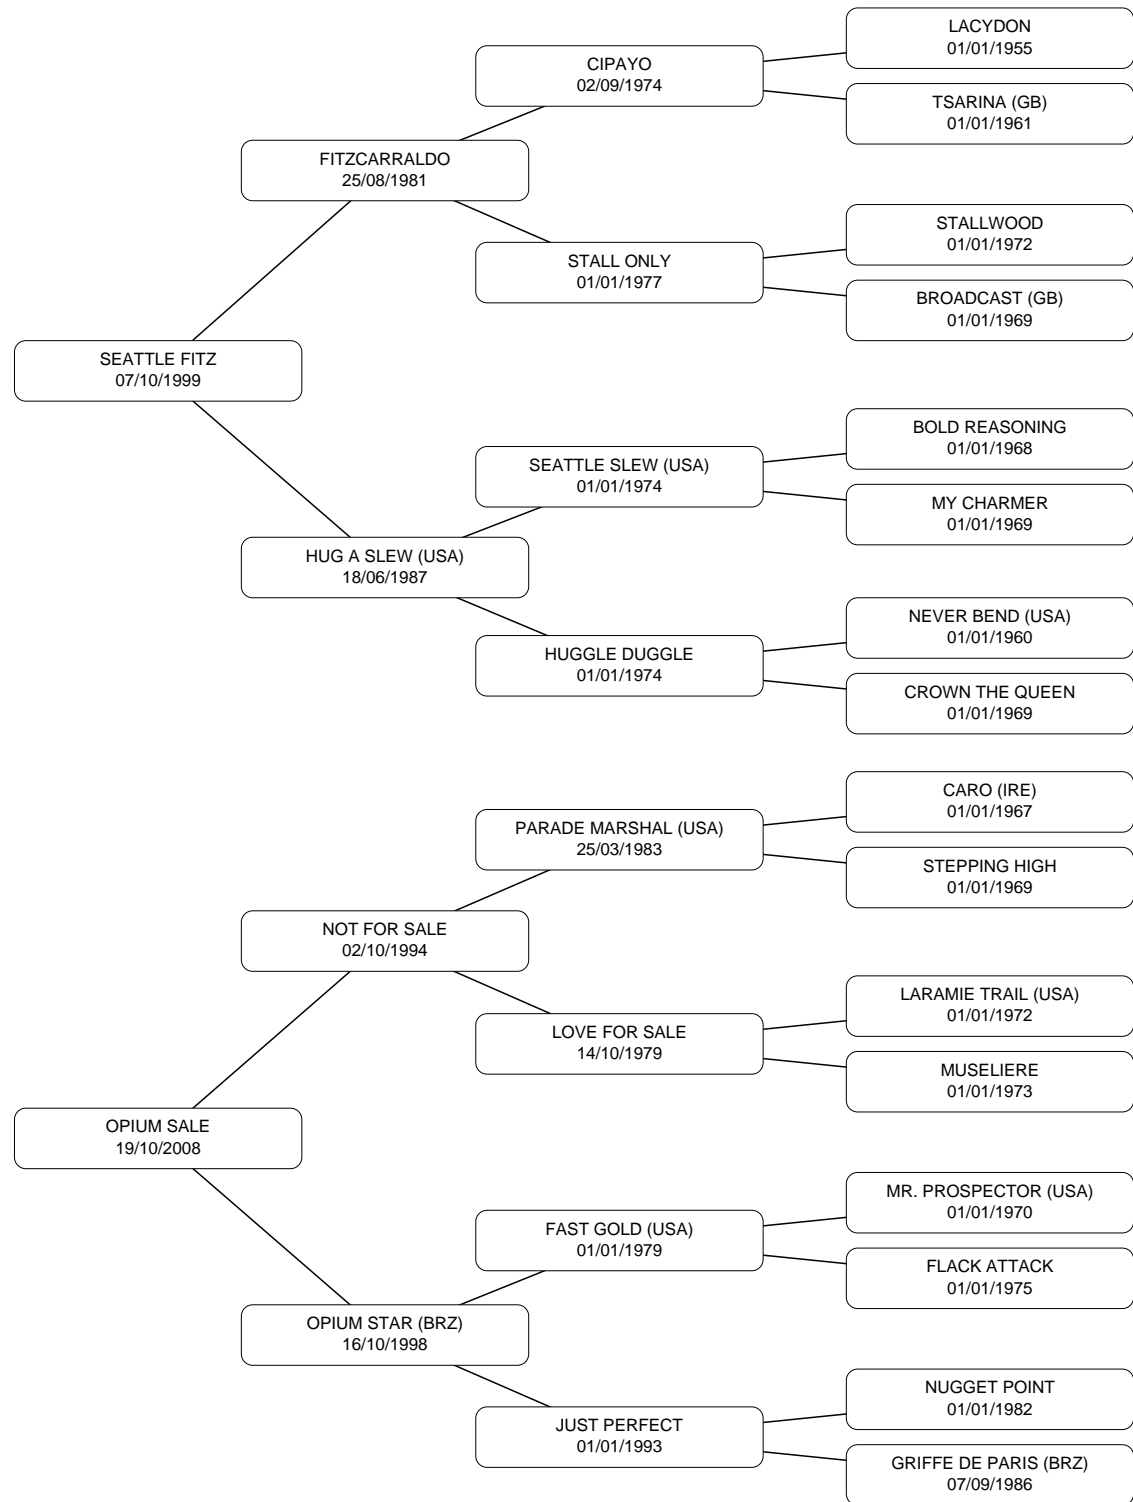 LACYDON
01/01/1955
CIPAYO
02/09/1974
TSARINA (GB)
01/01/1961
FITZCARRALDO
25/08/1981
STALLWOOD
01/01/1972
STALL ONLY
01/01/1977
BROADCAST (GB)
01/01/1969
SEATTLE FITZ
07/10/1999
BOLD REASONING
01/01/1968
SEATTLE SLEW (USA)
01/01/1974
MY CHARMER
01/01/1969
HUG A SLEW (USA)
18/06/1987
NEVER BEND (USA)
01/01/1960
HUGGLE DUGGLE
01/01/1974
CROWN THE QUEEN
01/01/1969
CARO (IRE)
01/01/1967
PARADE MARSHAL (USA)
25/03/1983
STEPPING HIGH
01/01/1969
NOT FOR SALE
02/10/1994
LARAMIE TRAIL (USA)
01/01/1972
LOVE FOR SALE
14/10/1979
MUSELIERE
01/01/1973
OPIUM SALE
19/10/2008
MR. PROSPECTOR (USA)
01/01/1970
FAST GOLD (USA)
01/01/1979
FLACK ATTACK
01/01/1975
OPIUM STAR (BRZ)
16/10/1998
NUGGET POINT
01/01/1982
JUST PERFECT
01/01/1993
GRIFFE DE PARIS (BRZ)
07/09/1986